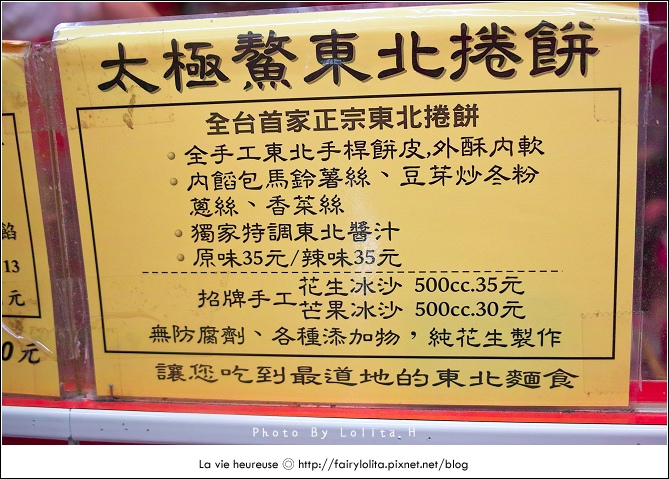 太極鰲東北捲餅
全台首家正宗東北捲餅
全手工東北手桿餅皮,外酥內軟
內餡包馬鈴薯絲、豆芽炒冬粉
蔥絲、香菜絲
獨家特調東北醬汁
原味35元/辣味35元
招牌手工
花生冰沙 500cc.35元
芒果冰沙 500cc.30元
無防腐劑、各種添加物，純花生製作
讓您吃到最道地的東北麵食
餡
13
元
0元
Photo By Lolita.H
La vie heureuse ◎ http://fairylolita.pixnet.net/blog